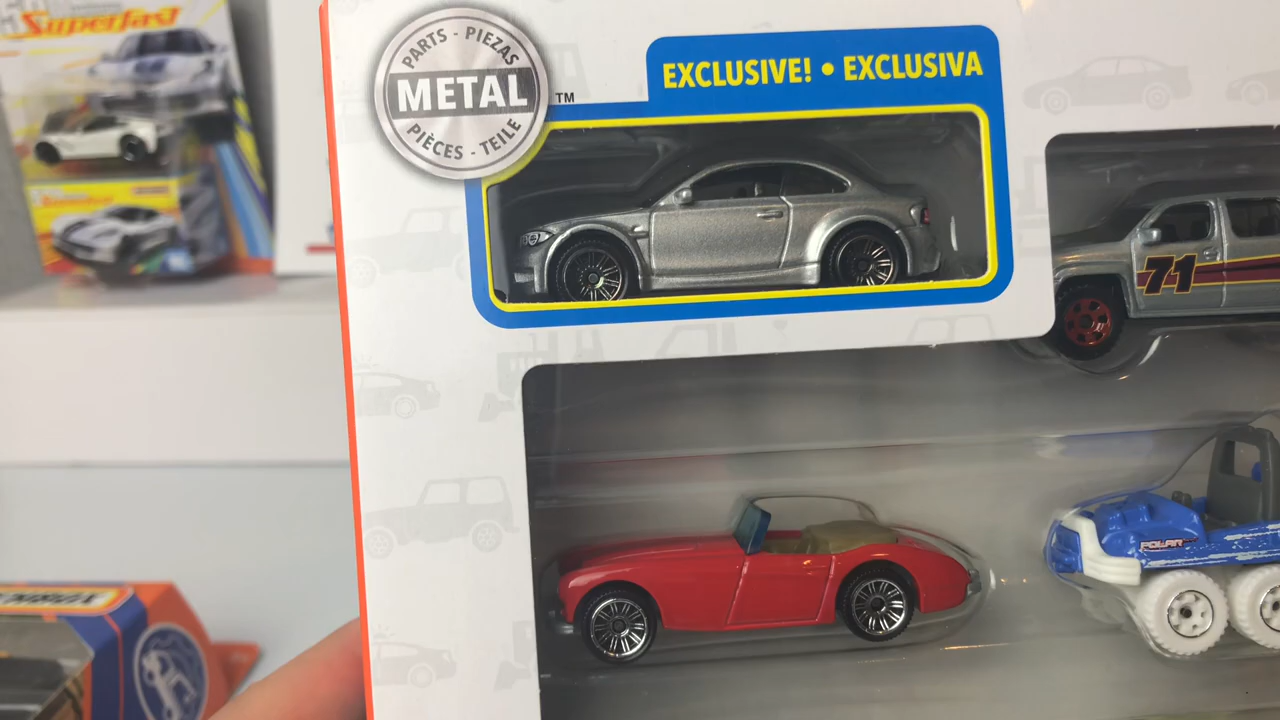 Superfast
PARTS - PIEZAS
METAL
TM
PIÈCES - TEILE
EXCLUSIVE! • EXCLUSIVA
71
POLAR